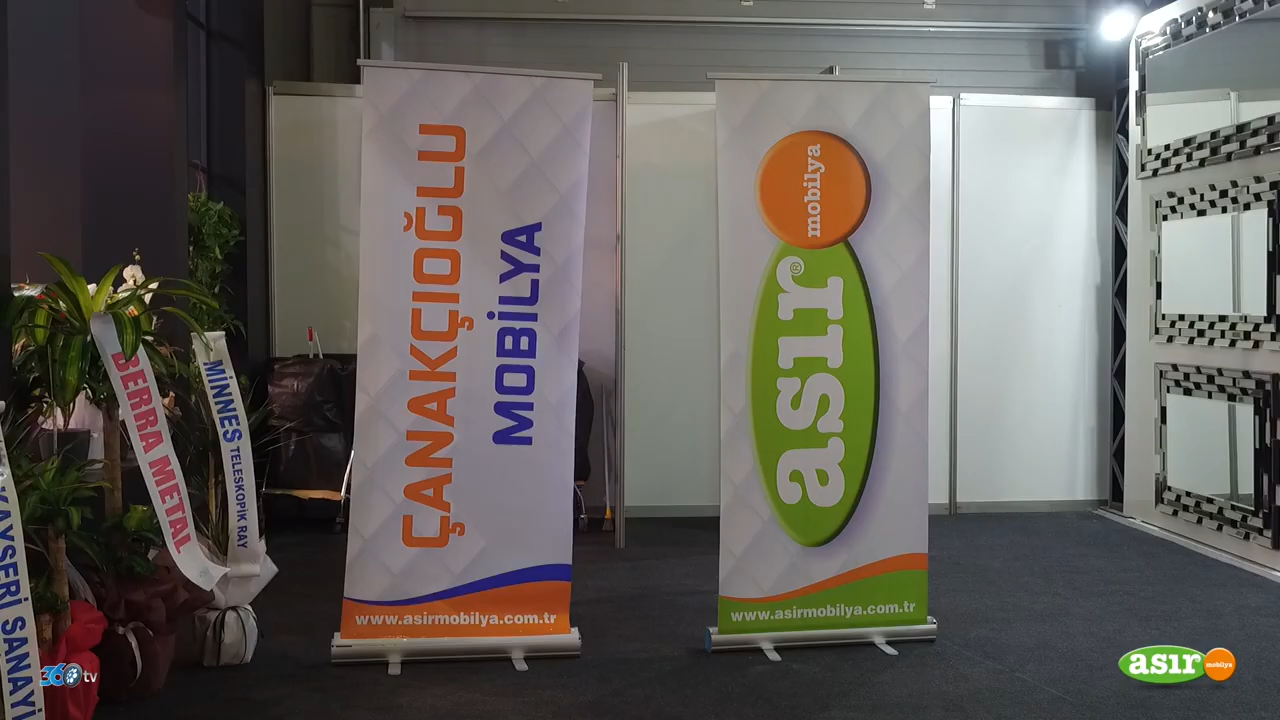 ÇANAKÇIOĞLU
MOBİLYA
www.asirmobilya.com.tr
mobilya
asır®
www.asirmobilya.com.tr
BERRA METAL
MİNNES TELESKOPİK RAY
KAYSERİ SANAYİ
360 tv
asır mobilya